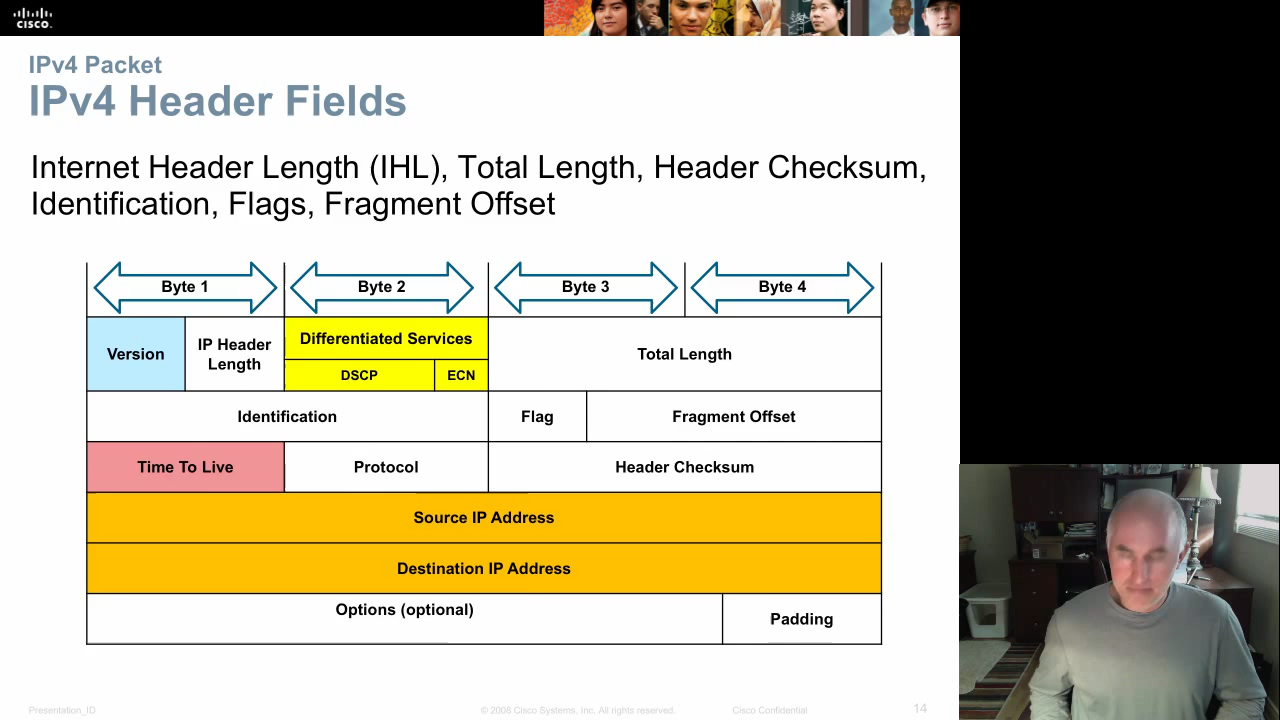 CISCO
IPv4 Packet
IPv4 Header Fields
Internet Header Length (IHL), Total Length, Header Checksum,
Identification, Flags, Fragment Offset
Byte 1 Byte 2 Byte 3 Byte 4
Version IP Header Length Differentiated Services Total Length
DSCP ECN
Identification Flag Fragment Offset
Time To Live Protocol Header Checksum
Source IP Address
Destination IP Address
Options (optional) Padding
Presentation_ID © 2008 Cisco Systems, Inc. All rights reserved. Cisco Confidential 14